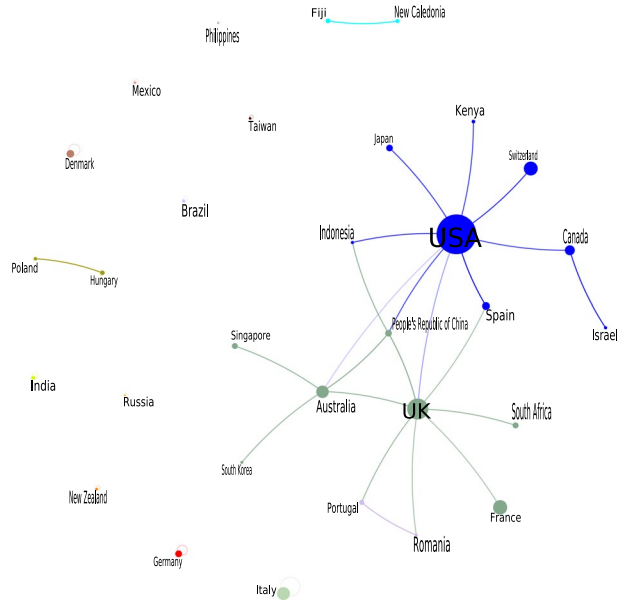 Fiji
New Caledonia
Philippines
Mexico
Kenya
Taiwan
Japan
Switzerland
Denmark
Brazil
Indonesia
USA
Canada
Poland
Hungary
Spain
People's Republic of China
Singapore
Israel
India
Russia
Australia
UK
South Africa
South Korea
New Zealand
Portugal
France
Romania
Germany
Italy